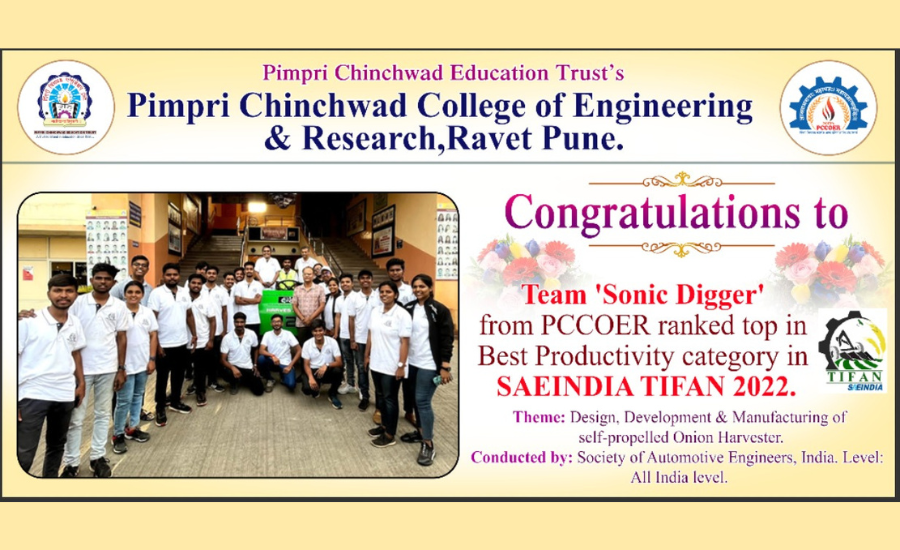 Pimpri Chinchwad Education Trust's
Pimpri Chinchwad College of Engineering
& Research,Ravet Pune.
PCCOER
Congratulations to
Team 'Sonic Digger'
from PCCOER ranked top in
Best Productivity category in
SAEINDIA TIFAN 2022.
TIFAN
SAEINDIA
Theme: Design, Development & Manufacturing of
self-propelled Onion Harvester.
Conducted by: Society of Automotive Engineers, India. Level:
All India level.